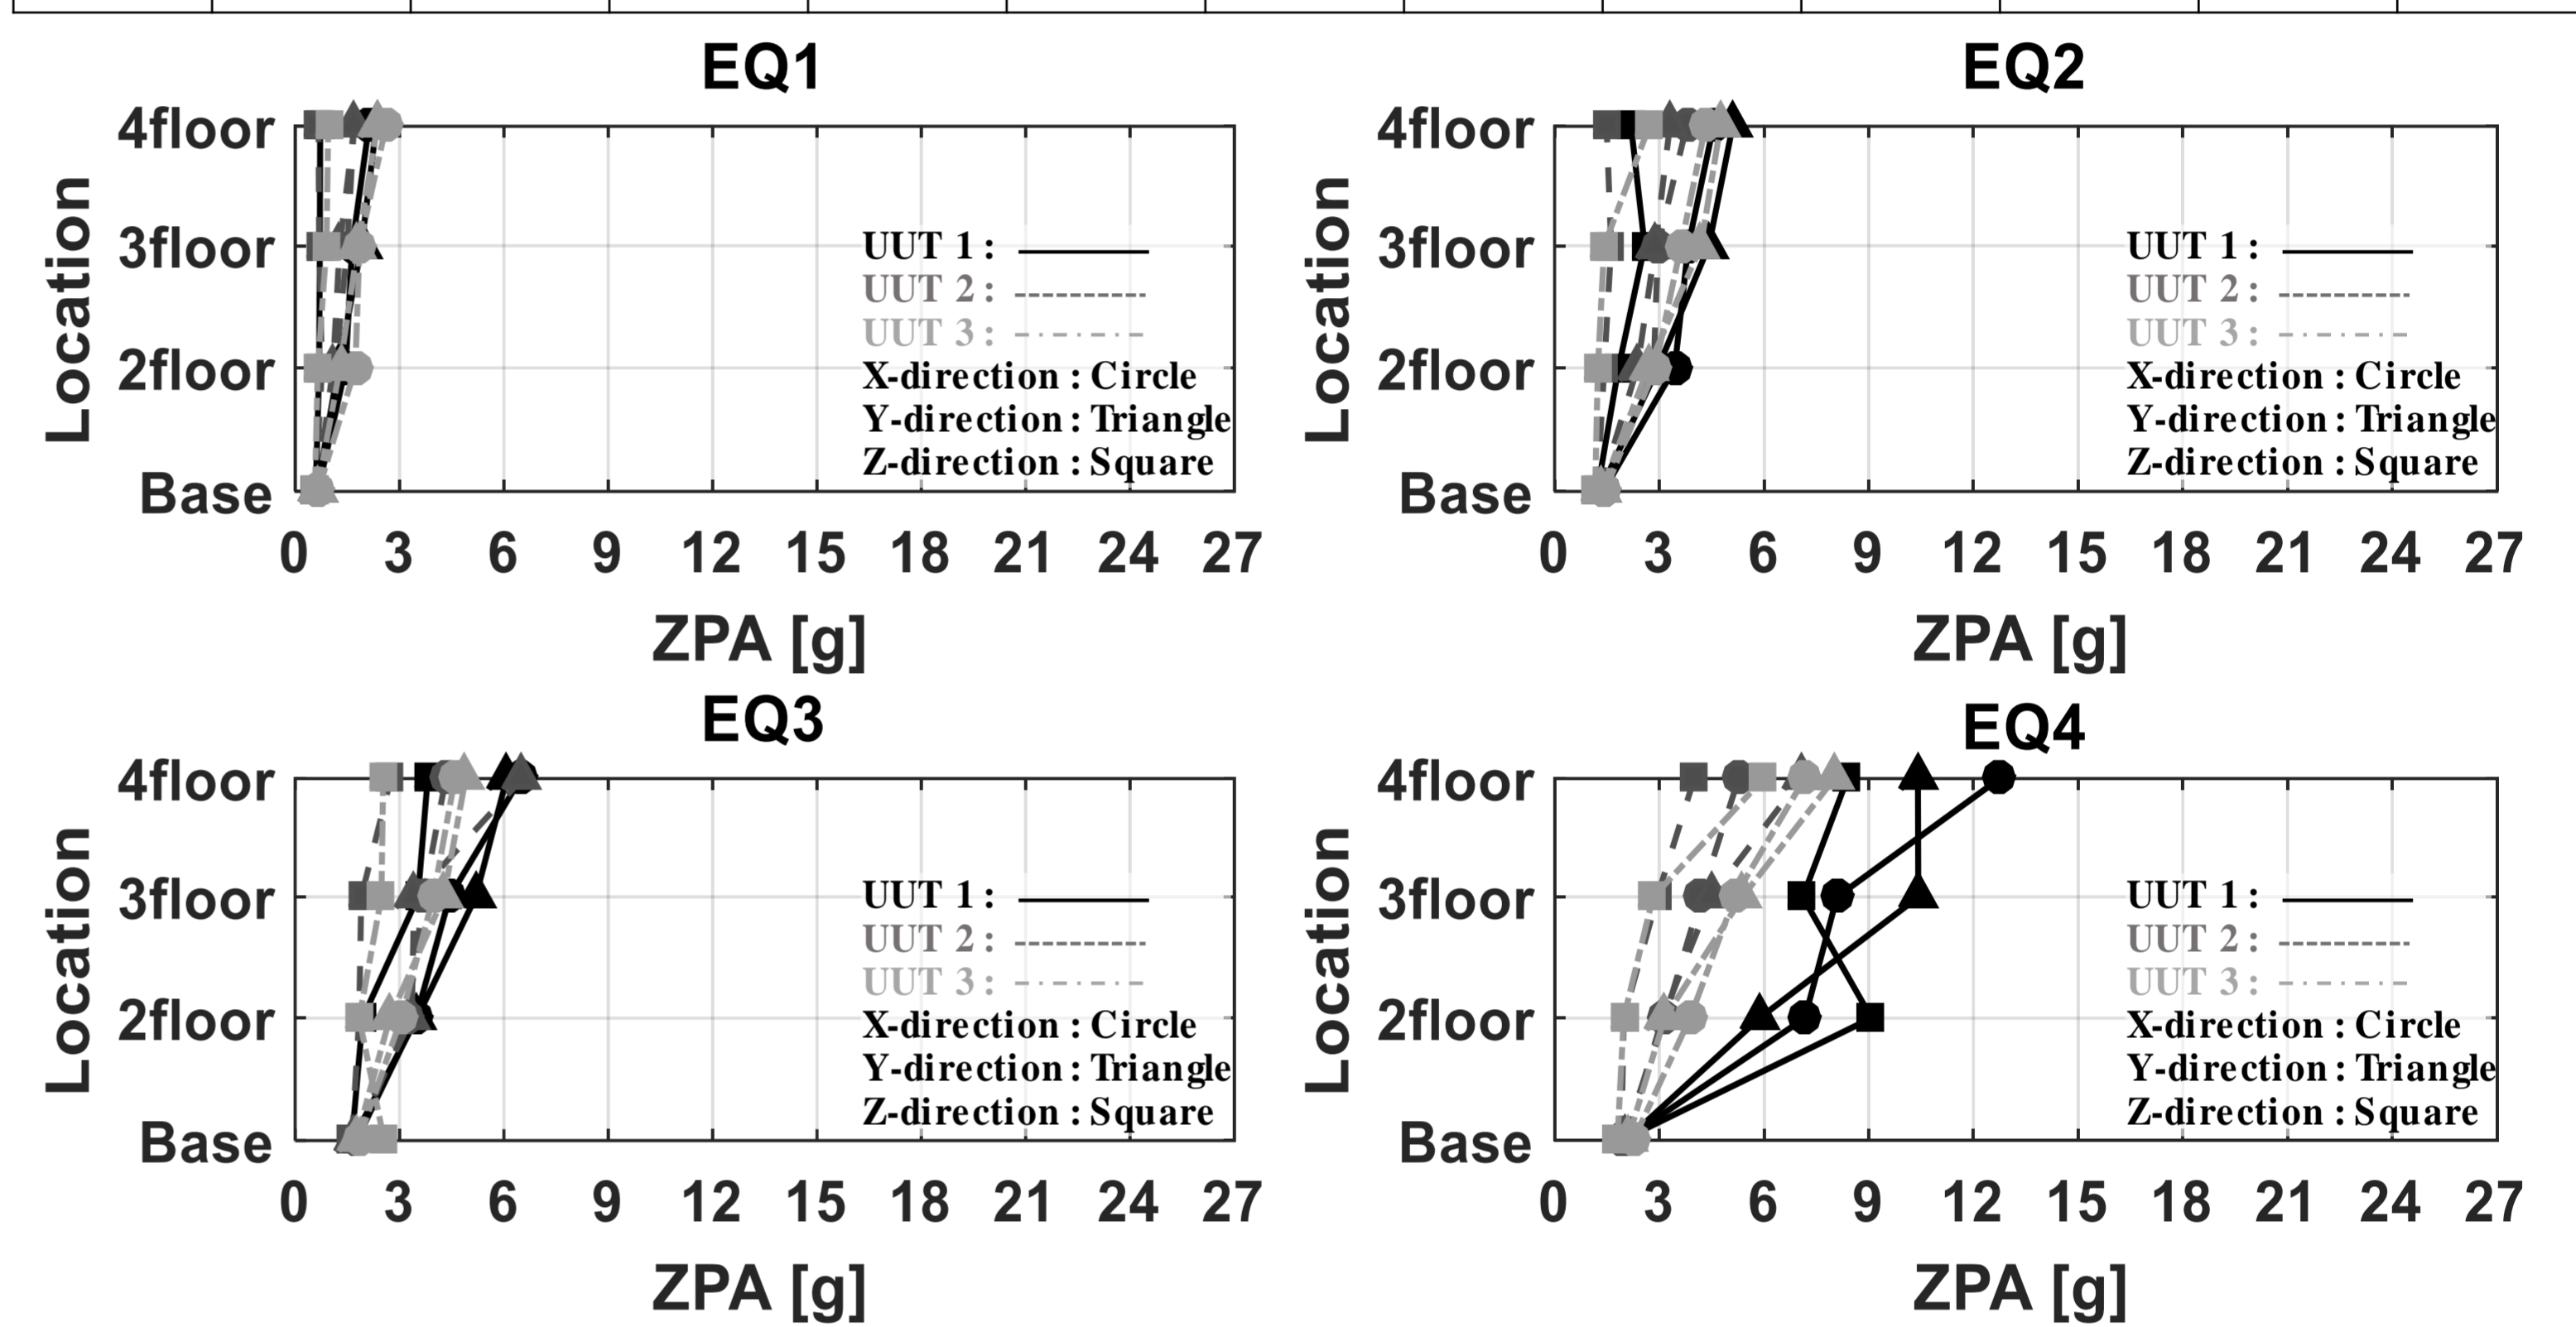 EQ1
4floor
3floor
2floor
Base
Location
UUT 1 :
UUT 2 :
UUT 3 :
X-direction : Circle
Y-direction : Triangle
Z-direction : Square
0 3 6 9 12 15 18 21 24 27
ZPA [g]
EQ2
4floor
3floor
2floor
Base
Location
UUT 1 :
UUT 2 :
UUT 3 :
X-direction : Circle
Y-direction : Triangle
Z-direction : Square
0 3 6 9 12 15 18 21 24 27
ZPA [g]
EQ3
4floor
3floor
2floor
Base
Location
UUT 1 :
UUT 2 :
UUT 3 :
X-direction : Circle
Y-direction : Triangle
Z-direction : Square
0 3 6 9 12 15 18 21 24 27
ZPA [g]
EQ4
4floor
3floor
2floor
Base
Location
UUT 1 :
UUT 2 :
UUT 3 :
X-direction : Circle
Y-direction : Triangle
Z-direction : Square
0 3 6 9 12 15 18 21 24 27
ZPA [g]